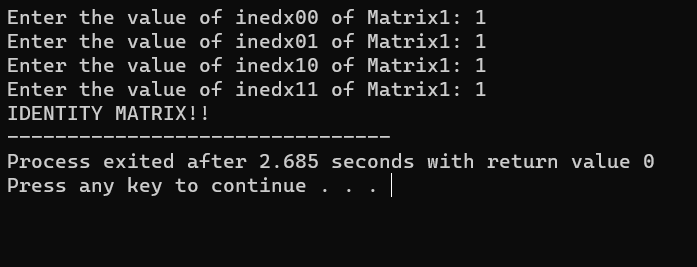 Enter the value of inedx00 of Matrix1: 1
Enter the value of inedx01 of Matrix1: 1
Enter the value of inedx10 of Matrix1: 1
Enter the value of inedx11 of Matrix1: 1
IDENTITY MATRIX!!
--------------------------------
Process exited after 2.685 seconds with return value 0
Press any key to continue . . .